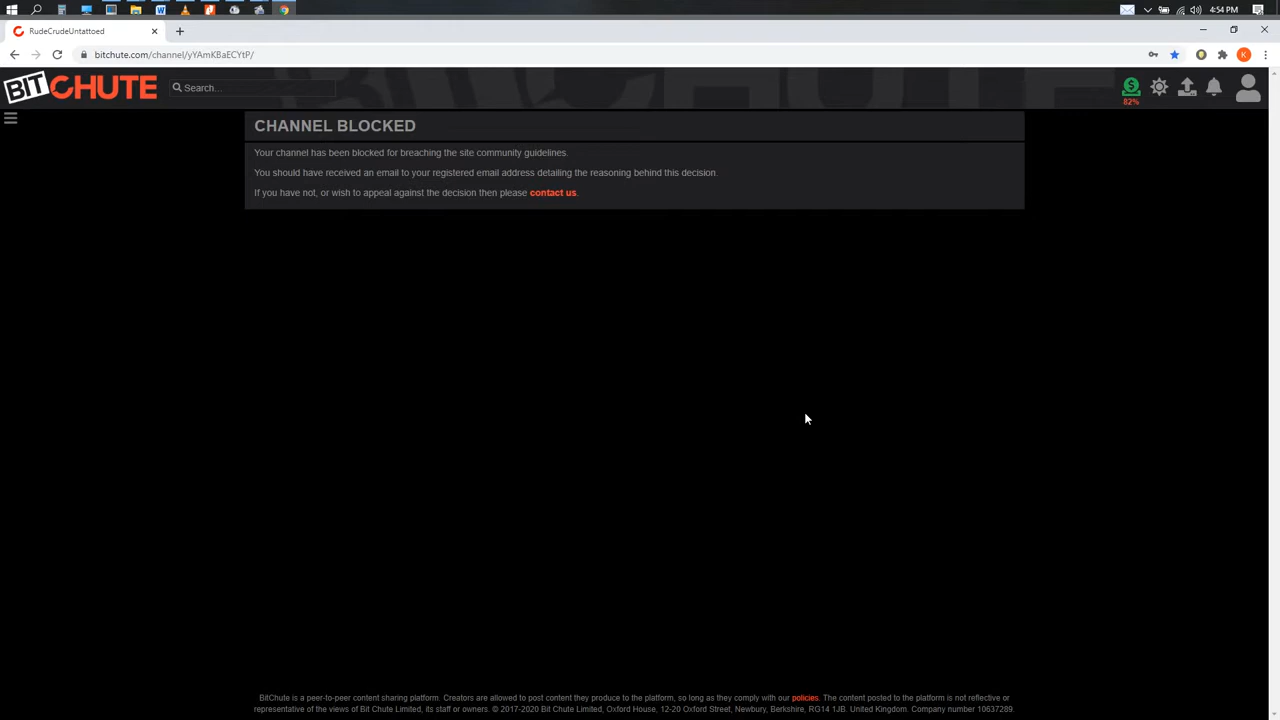 4:54 PM
RudeCrudeUntattoed
bitchute.com/channel/yYAmKBaECYtP/
K
BITCHUTE
Search...
82%
CHANNEL BLOCKED
Your channel has been blocked for breaching the site community guidelines.
You should have received an email to your registered email address detailing the reasoning behind this decision.
If you have not, or wish to appeal against the decision then please contact us.
BitChute is a peer-to-peer content sharing platform. Creators are allowed to post content they produce to the platform, so long as they comply with our policies. The content posted to the platform is not reflective or
representative of the views of Bit Chute Limited, its staff or owners. © 2017-2020 Bit Chute Limited, Oxford House, 12-20 Oxford Street, Newbury, Berkshire, RG14 1JB. United Kingdom. Company number 10637289.